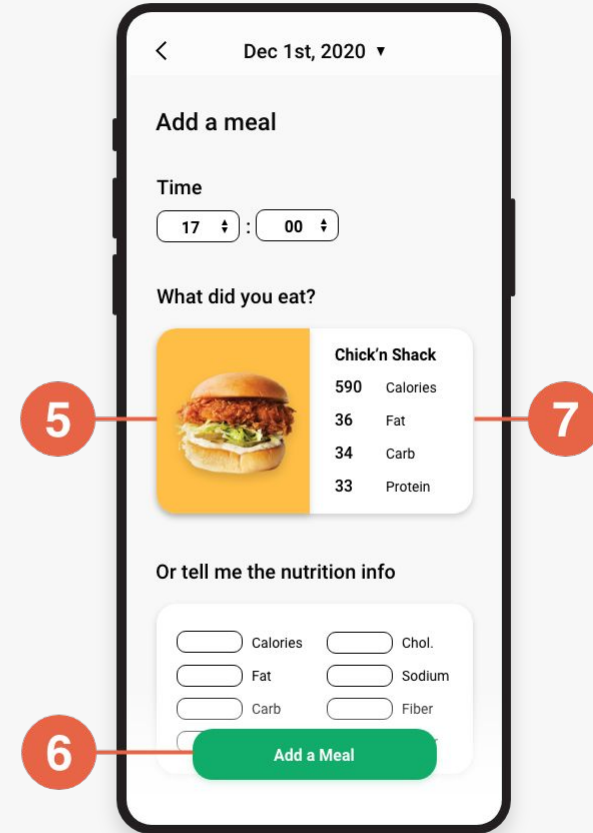 Dec 1st, 2020
Add a meal
Time
17 : 00
What did you eat?
Chick’n Shack
590 Calories
36 Fat
34 Carb
33 Protein
5
7
Or tell me the nutrition info
Calories Chol.
Fat Sodium
Carb Fiber
6
Add a Meal